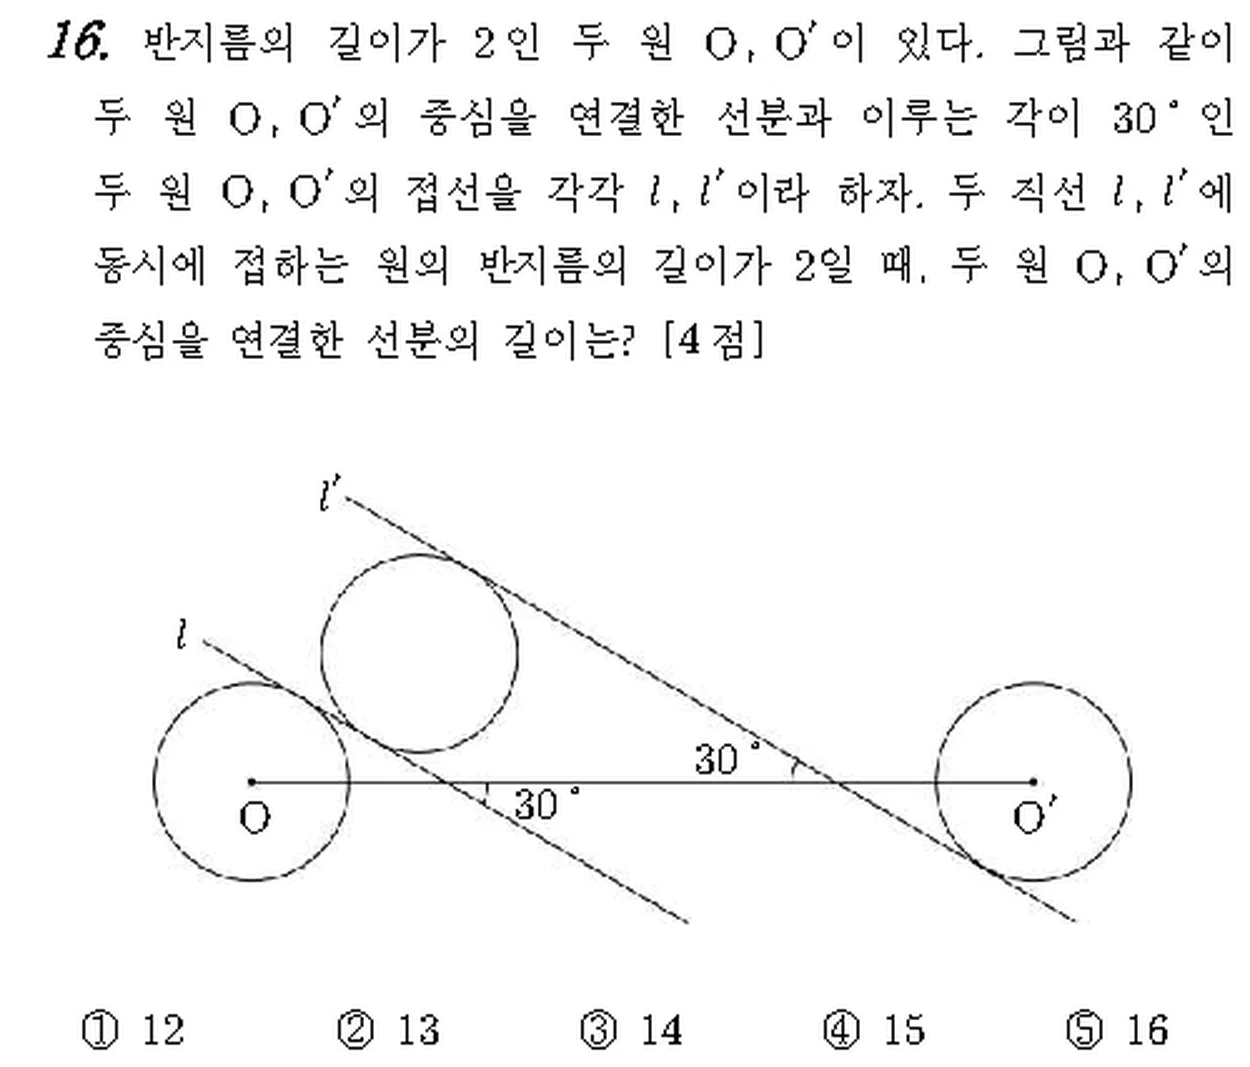 16. 반지름의 길이가 2인 두 원 O, O′이 있다. 그림과 같이
두 원 O, O′의 중심을 연결한 선분과 이루는 각이 30°인
두 원 O, O′의 접선을 각각 l, l′이라 하자. 두 직선 l, l′에
동시에 접하는 원의 반지름의 길이가 2일 때, 두 원 O, O′의
중심을 연결한 선분의 길이는? [4점]
l′
l
30°
O
30°
O′
① 12 ② 13 ③ 14 ④ 15 ⑤ 16